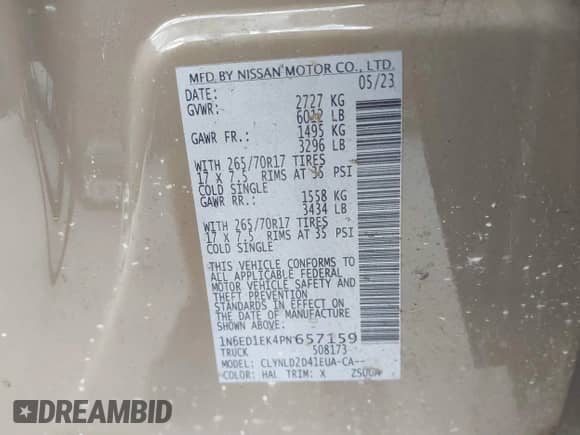 MFD. BY NISSAN MOTOR CO., LTD.
DATE: 05/23
GVWR: 2727 KG
6012 LB
GAWR FR.: 1495 KG
3296 LB
WITH 265/70R17 TIRES
17 X 7.5 RIMS AT 35 PSI
COLD SINGLE
GAWR RR.: 1558 KG
3434 LB
WITH 265/70R17 TIRES
17 X 7.5 RIMS AT 35 PSI
COLD SINGLE
THIS VEHICLE CONFORMS TO
ALL APPLICABLE FEDERAL
MOTOR VEHICLE SAFETY AND
THEFT PREVENTION
STANDARDS IN EFFECT ON
THE DATE OF MANUFACTURE
SHOWN ABOVE.
1N6ED1EK4PN657159
TRUCK 508173
MODEL: CLYNLDZD41EUA-CA--
COLOR: HAL TRIM: X
DREAMBID